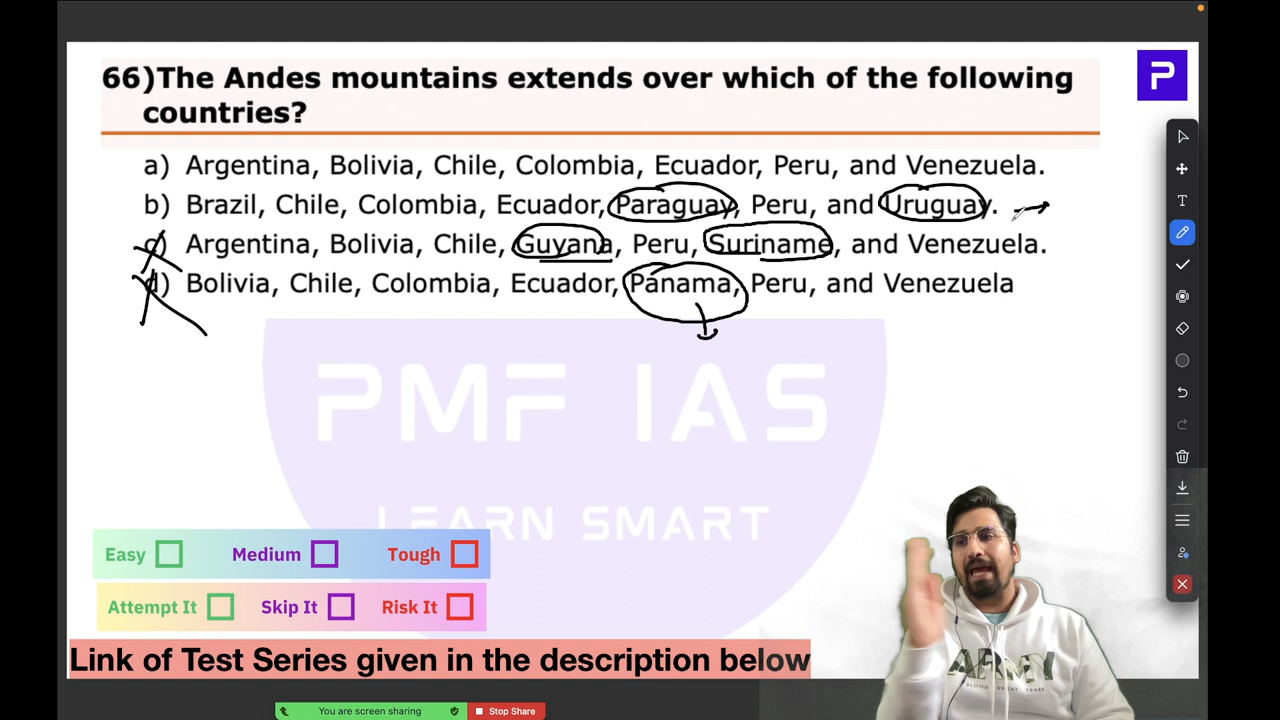 66)The Andes mountains extends over which of the following
countries?
a) Argentina, Bolivia, Chile, Colombia, Ecuador, Peru, and Venezuela.
b) Brazil, Chile, Colombia, Ecuador, Paraguay, Peru, and Uruguay.
c) Argentina, Bolivia, Chile, Guyana, Peru, Suriname, and Venezuela.
d) Bolivia, Chile, Colombia, Ecuador, Panama, Peru, and Venezuela
P
T
PMF IAS
LEARN SMART
Easy Medium Tough
Attempt It Skip It Risk It
Link of Test Series given in the description below
ARMY
You are screen sharing Stop Share